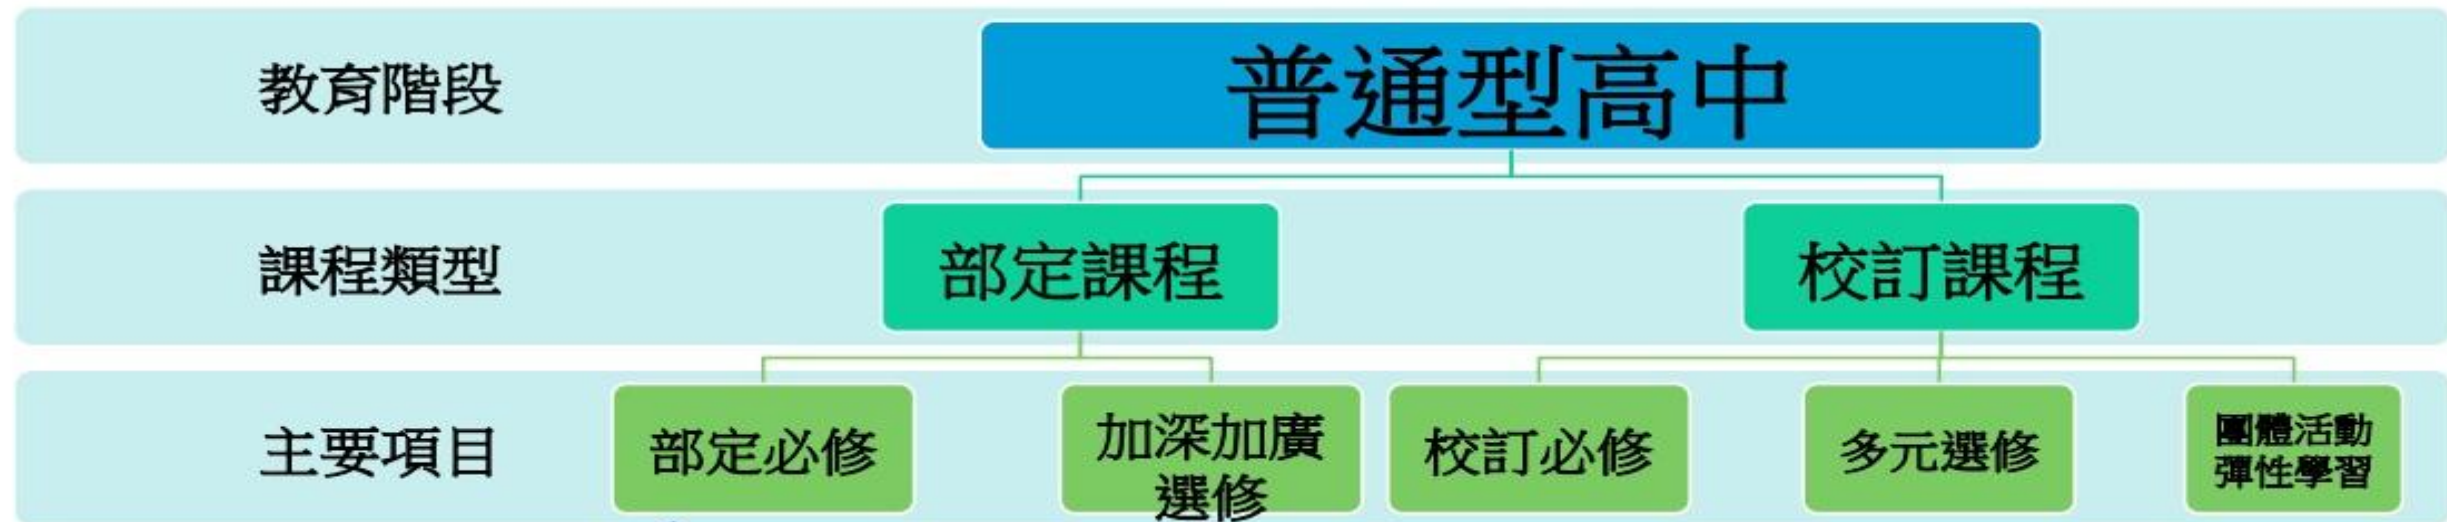 教育階段
普通型高中
課程類型
部定課程
校訂課程
主要項目
部定必修
加深加廣
選修
校訂必修
多元選修
團體活動
彈性學習